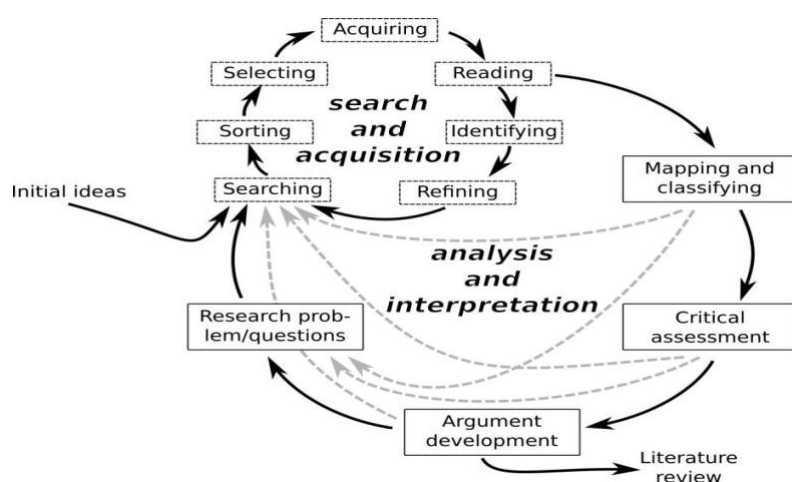 Acquiring
Selecting
Reading
search
and
acquisition
Sorting
Identifying
Mapping and
classifying
Initial ideas
Searching
Refining
analysis
and
interpretation
Research prob-
lem/questions
Critical
assessment
Argument
development
Literature
review